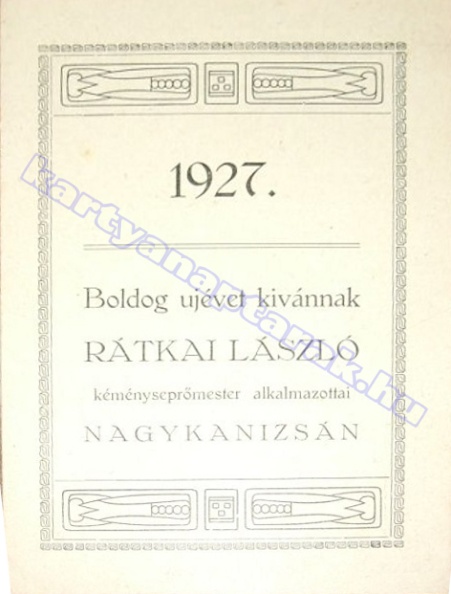 1927.
Boldog ujévet kivánnak
RÁTKAI LÁSZLÓ
kéményseprőmester alkalmazottai
NAGYKANIZSÁN
kartyanaptarak.hu